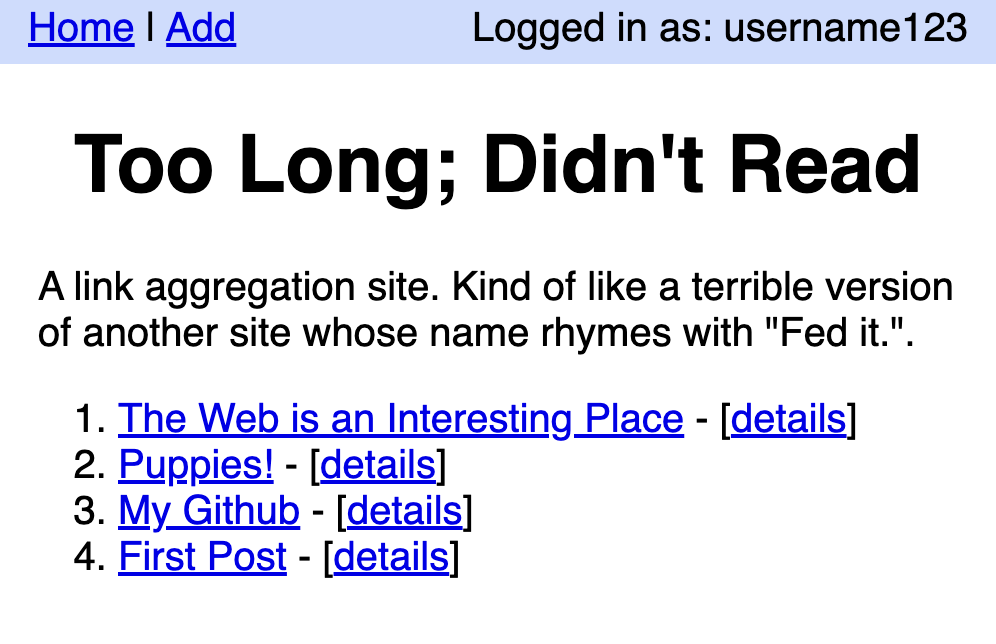 Home | Add Logged in as: username123
Too Long; Didn't Read
A link aggregation site. Kind of like a terrible version
of another site whose name rhymes with "Fed it.".
1. The Web is an Interesting Place - [details]
2. Puppies! - [details]
3. My Github - [details]
4. First Post - [details]